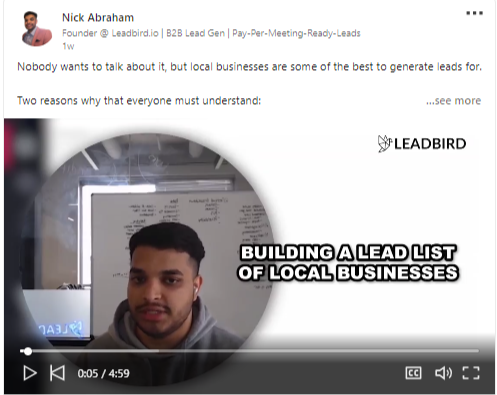 Nick Abraham
Founder @ Leadbird.io | B2B Lead Gen | Pay-Per-Meeting-Ready-Leads
1w
Nobody wants to talk about it, but local businesses are some of the best to generate leads for.
Two reasons why that everyone must understand:
...see more
LEADBIRD
BUILDING A LEAD LIST
OF LOCAL BUSINESSES
0:05 / 4:59
CC